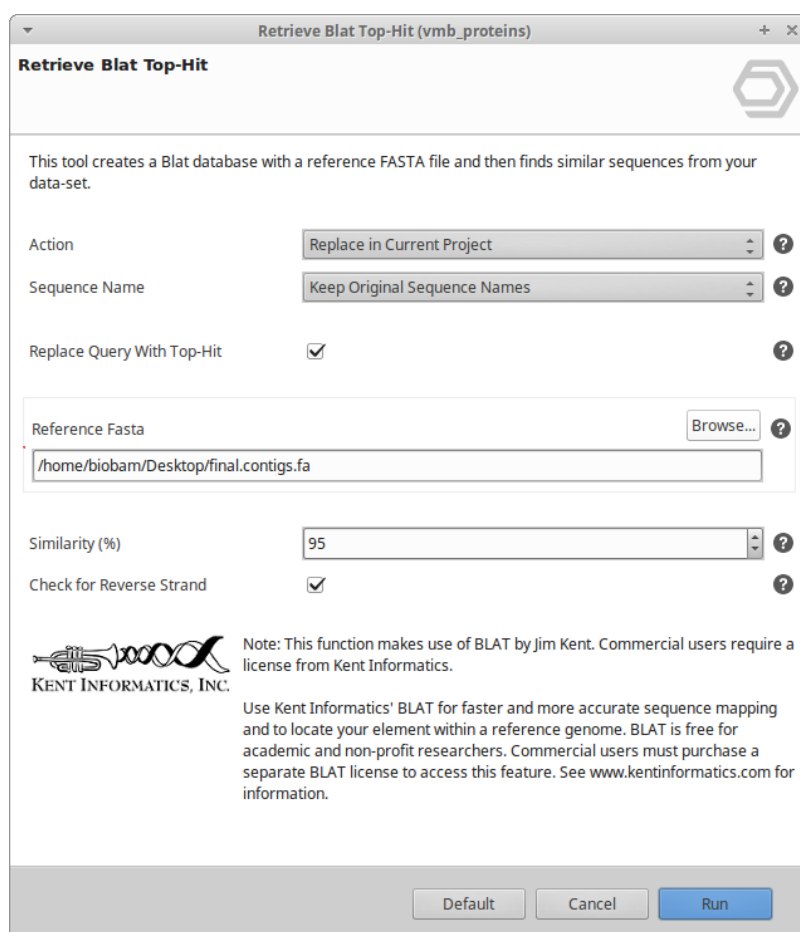 Retrieve Blat Top-Hit (vmb_proteins)
Retrieve Blat Top-Hit
This tool creates a Blat database with a reference FASTA file and then finds similar sequences from your
data-set.
Action
Replace in Current Project
Sequence Name
Keep Original Sequence Names
Replace Query With Top-Hit
Reference Fasta
Browse...
/home/biobam/Desktop/final.contigs.fa
Similarity (%)
95
Check for Reverse Strand
KENT INFORMATICS, INC.
Note: This function makes use of BLAT by Jim Kent. Commercial users require a
license from Kent Informatics.
Use Kent Informatics' BLAT for faster and more accurate sequence mapping
and to locate your element within a reference genome. BLAT is free for
academic and non-profit researchers. Commercial users must purchase a
separate BLAT license to access this feature. See www.kentinformatics.com for
information.
Default
Cancel
Run